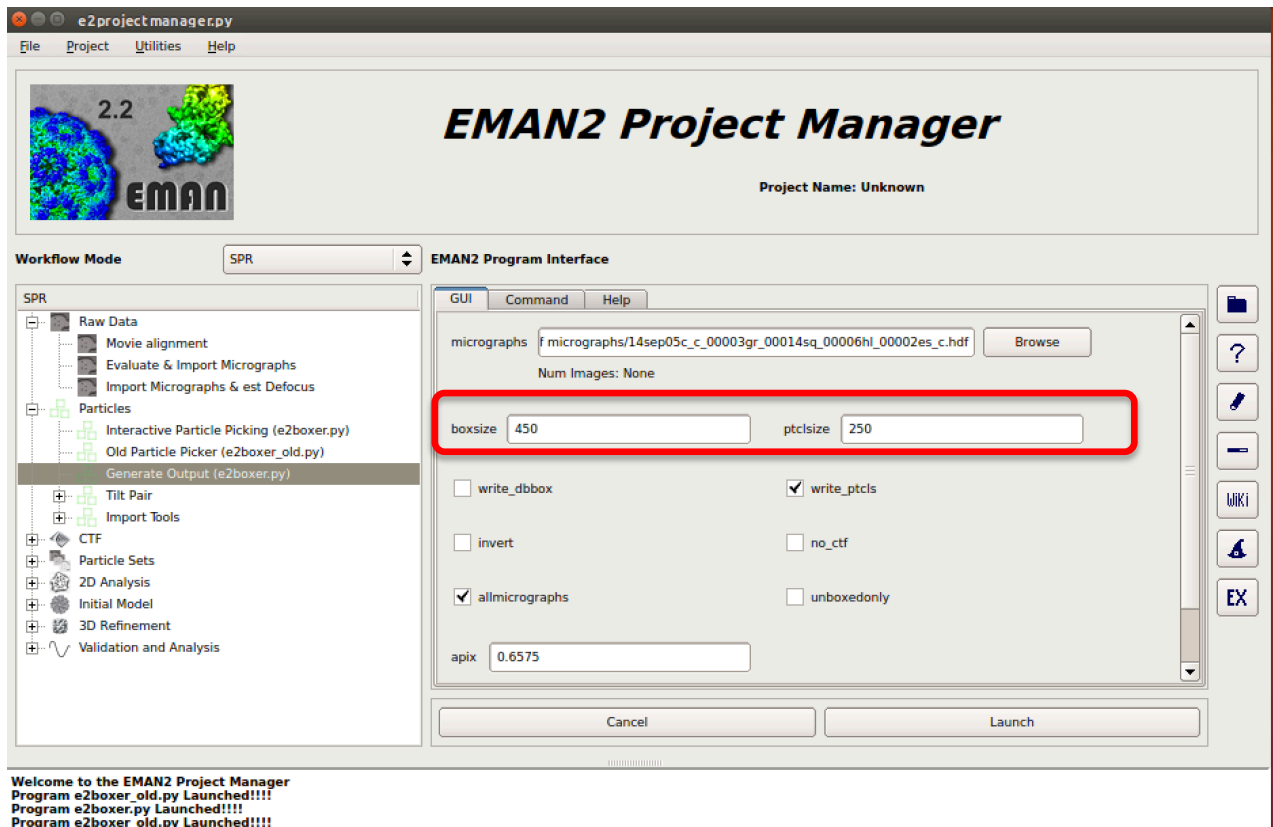 e2projectmanager.py
File Project Utilities Help
2.2
EMAN
EMAN2 Project Manager
Project Name: Unknown
Workflow Mode
SPR
EMAN2 Program Interface
SPR
Raw Data
Movie alignment
Evaluate & Import Micrographs
Import Micrographs & est Defocus
Particles
Interactive Particle Picking (e2boxer.py)
Old Particle Picker (e2boxer_old.py)
Generate Output (e2boxer.py)
Tilt Pair
Import Tools
CTF
Particle Sets
2D Analysis
Initial Model
3D Refinement
Validation and Analysis
GUI Command Help
micrographs f micrographs/14sep05c_c_00003gr_00014sq_00006hl_00002es_c.hdf Browse
Num Images: None
boxsize 450 ptclsize 250
write_dbbox write_ptcls
invert no_ctf
allmicrographs unboxedonly
apix 0.6575
Cancel Launch
?
WiKi
EX
Welcome to the EMAN2 Project Manager
Program e2boxer_old.py Launched!!!!
Program e2boxer.py Launched!!!!
Program e2boxer_old.py Launched!!!!